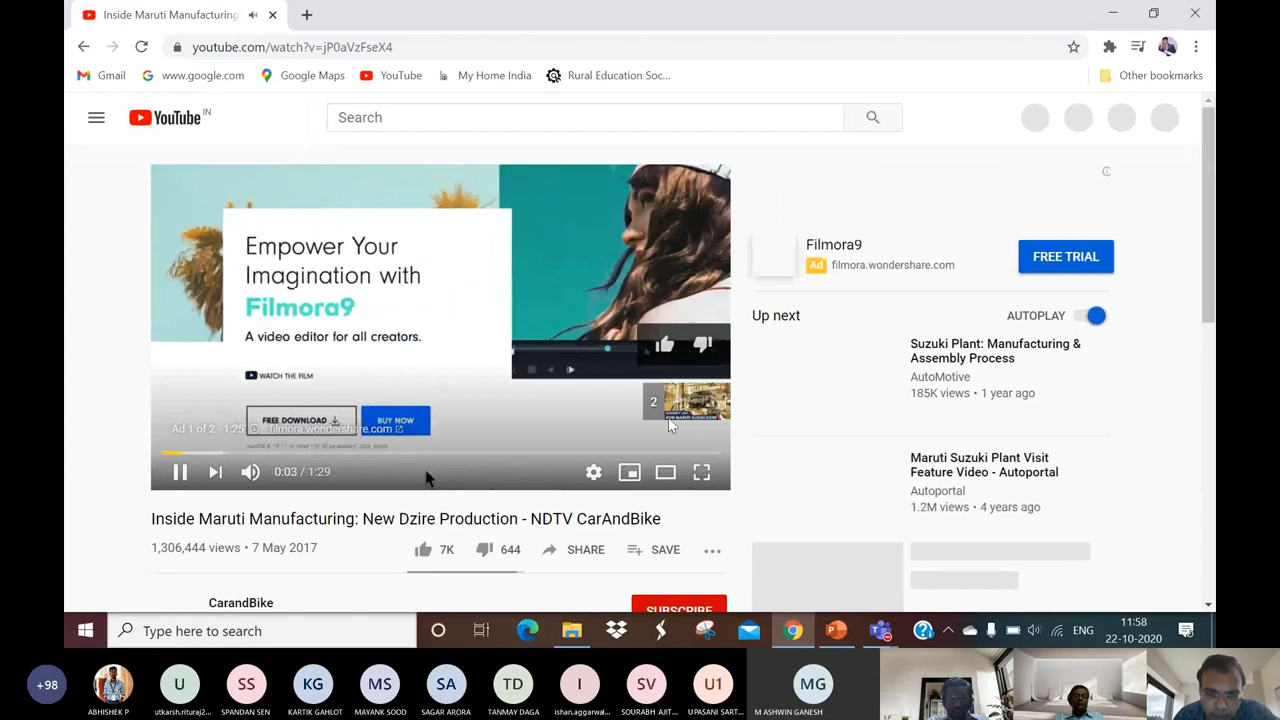 Inside Maruti Manufacturing
youtube.com/watch?v=jP0aVzFseX4
Gmail
www.google.com
Google Maps
YouTube
My Home India
Rural Education Soc...
Other bookmarks
YouTube IN
Search
Empower Your
Imagination with
Filmora9
A video editor for all creators.
WATCH THE FILM
FREE DOWNLOAD
BUY NOW
Ad 1 of 2 · 1:25
filmora.wondershare.com
2
0:03 / 1:29
Filmora9
Ad filmora.wondershare.com
FREE TRIAL
Up next
AUTOPLAY
Suzuki Plant: Manufacturing &
Assembly Process
AutoMotive
185K views • 1 year ago
Maruti Suzuki Plant Visit
Feature Video - Autoportal
Autoportal
1.2M views • 4 years ago
Inside Maruti Manufacturing: New Dzire Production - NDTV CarAndBike
1,306,444 views • 7 May 2017
7K
644
SHARE
SAVE
CarandBike
SUBSCRIBE
Type here to search
ENG
11:58
22-10-2020
+98
U
SS
KG
MS
SA
TD
I
SV
U1
MG
ABHISHEK P
utkarsh.rituraj2...
SPANDAN SEN
KARTIK GAHLOT
MAYANK SOOD
SAGAR ARORA
TANMAY DAGA
ishan.aggarwal...
SOURABH AJIT...
UPASANI SART...
M ASHWIN GANESH